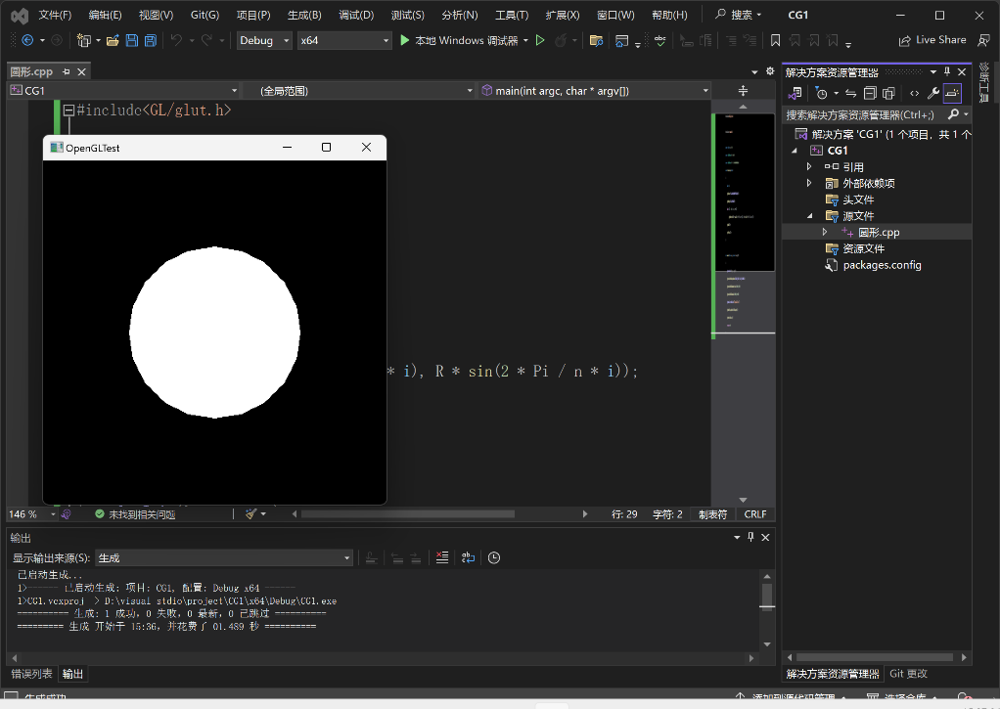 文件(F) 编辑(E) 视图(V) Git(G) 项目(P) 生成(B) 调试(D) 测试(S) 分析(N) 工具(T) 扩展(X) 窗口(W) 帮助(H) 搜索 CG1
Debug x64 本地 Windows 调试器 Live Share
圆形.cpp
CG1 (全局范围) main(int argc, char * argv[])
#include<GL/glut.h>
OpenGLTest
* i), R * sin(2 * Pi / n * i));
146 % 未找到相关问题 行: 29 字符: 2 制表符 CRLF
输出
显示输出来源(S): 生成
已启动生成...
1>------ 已启动生成: 项目: CG1, 配置: Debug x64 ------
1>CG1.vcxproj -> D:\visual stdio\project\CG1\x64\Debug\CG1.exe
========== 生成: 1 成功，0 失败，0 最新，0 已跳过 ==========
========= 生成 开始于 15:36，并花费了 01.489 秒 ==========
错误列表 输出
解决方案资源管理器
搜索解决方案资源管理器(Ctrl+;)
解决方案 'CG1' (1 个项目，共 1 个
CG1
引用
外部依赖项
头文件
源文件
圆形.cpp
资源文件
packages.config
解决方案资源管理器 Git 更改
诊断工具
生成成功 添加到源代码管理 选择仓库